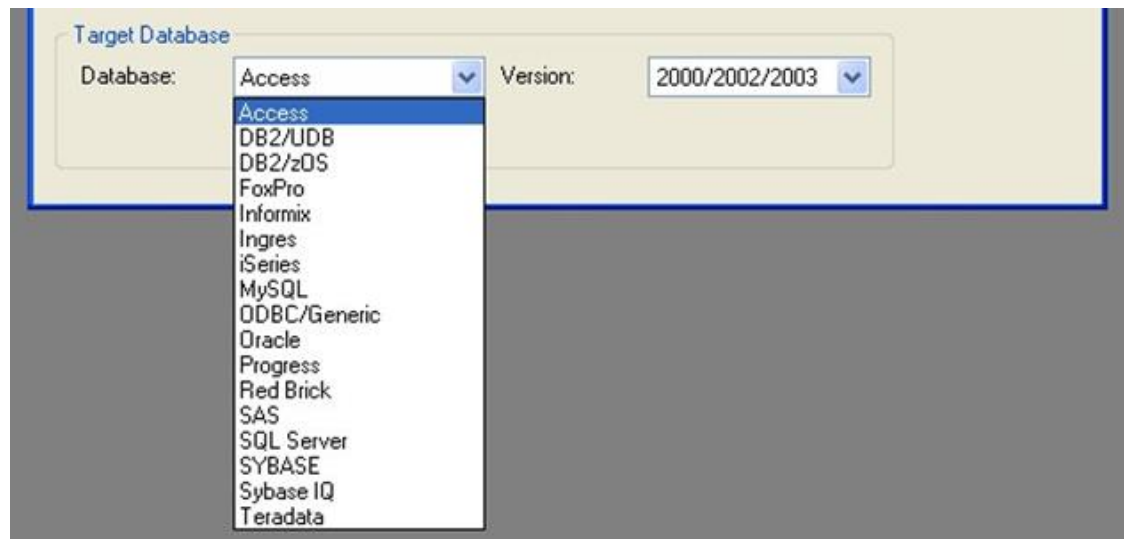 Target Database
Database: Access Version: 2000/2002/2003
Access
DB2/UDB
DB2/zOS
FoxPro
Informix
Ingres
iSeries
MySQL
ODBC/Generic
Oracle
Progress
Red Brick
SAS
SQL Server
SYBASE
Sybase IQ
Teradata